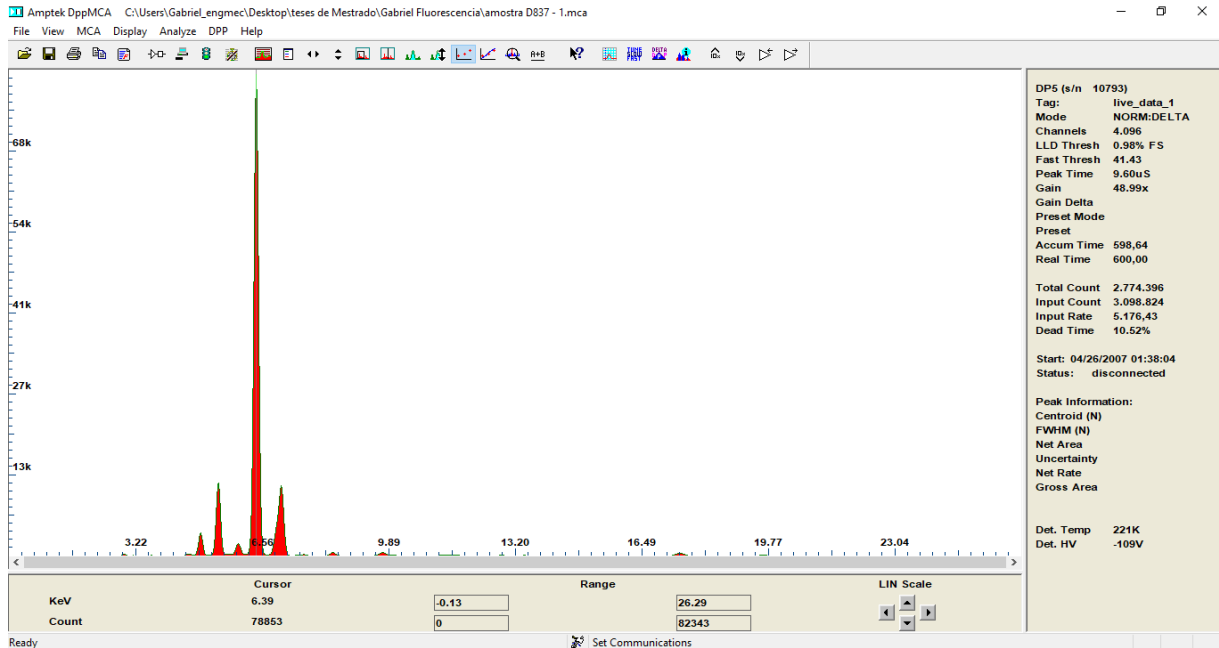 Amptek DppMCA C:\Users\Gabriel_engmec\Desktop\teses de Mestrado\Gabriel Fluorescencia\amostra D837 - 1.mca
File View MCA Display Analyze DPP Help
A+B
10x
68k
54k
41k
27k
13k
3.22 6.56 9.89 13.20 16.49 19.77 23.04
DP5 (s/n 10793)
Tag: live_data_1
Mode NORM:DELTA
Channels 4.096
LLD Thresh 0.98% FS
Fast Thresh 41.43
Peak Time 9.60uS
Gain 48.99x
Gain Delta
Preset Mode
Preset
Accum Time 598,64
Real Time 600,00
Total Count 2.774.396
Input Count 3.098.824
Input Rate 5.176,43
Dead Time 10.52%
Start: 04/26/2007 01:38:04
Status: disconnected
Peak Information:
Centroid (N)
FWHM (N)
Net Area
Uncertainty
Net Rate
Gross Area
Det. Temp 221K
Det. HV -109V
Cursor Range LIN Scale
KeV 6.39 -0.13 26.29
Count 78853 0 82343
Ready Set Communications